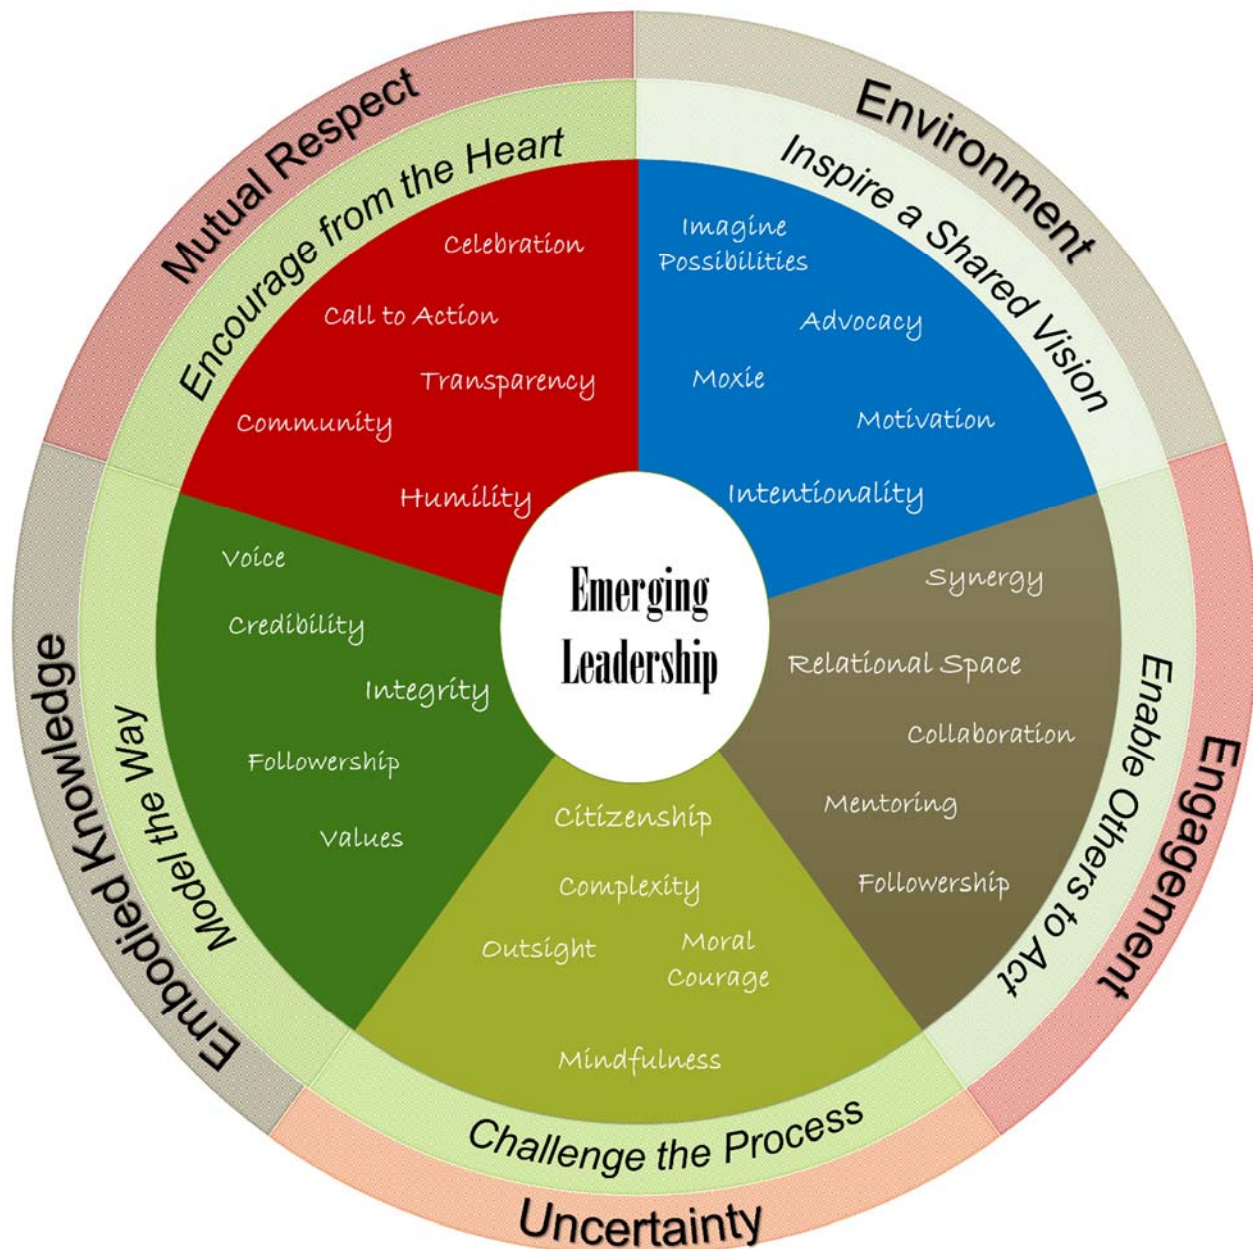 Emerging
Leadership
Environment
Inspire a Shared Vision
Imagine
Possibilities
Advocacy
Moxie
Motivation
Intentionality
Engagement
Enable Others to Act
Synergy
Relational Space
Collaboration
Mentoring
Followership
Citizenship
Complexity
Outsight
Moral
Courage
Mindfulness
Challenge the Process
Uncertainty
Embodied Knowledge
Model the Way
Voice
Credibility
Integrity
Followership
Values
Mutual Respect
Encourage from the Heart
Celebration
Call to Action
Transparency
Community
Humility